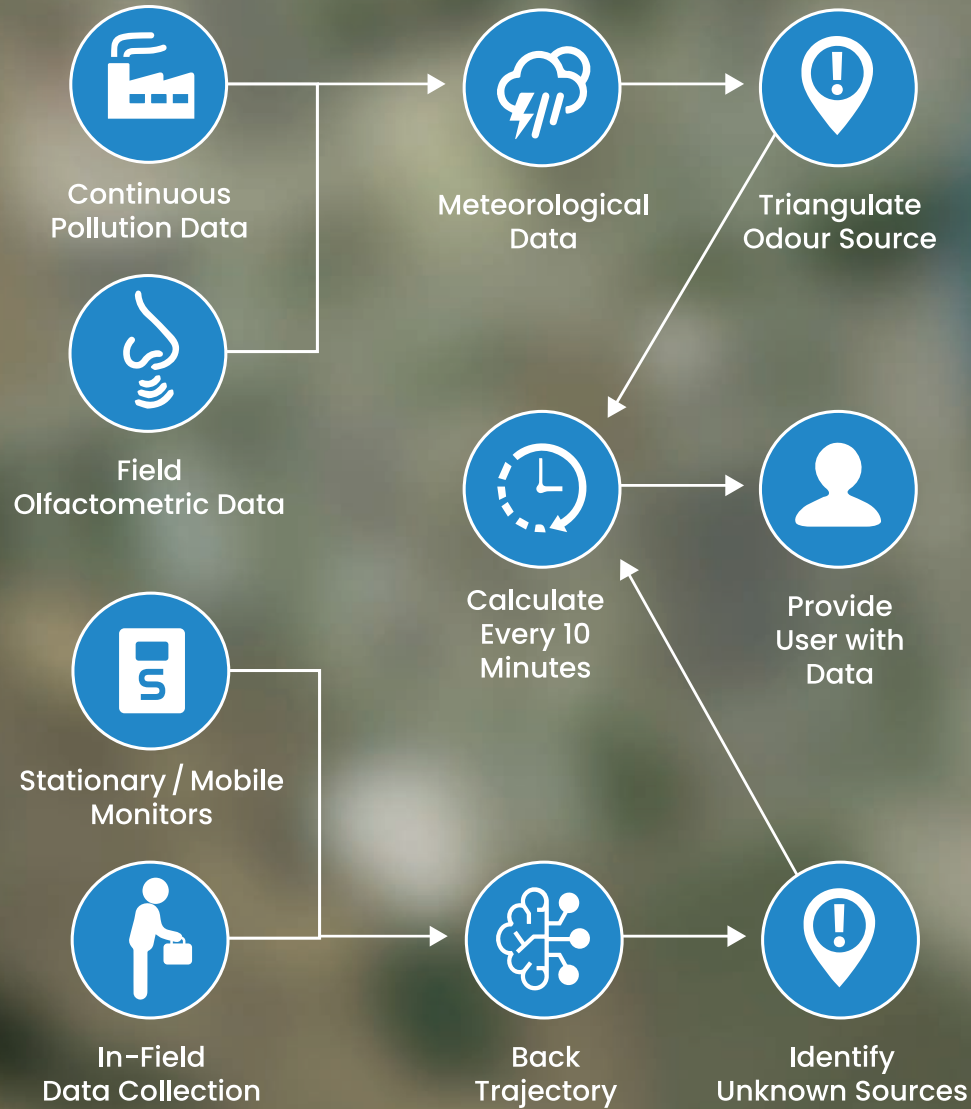 Continuous
Pollution Data
Meteorological
Data
Triangulate
Odour Source
Field
Olfactometric Data
Calculate
Every 10
Minutes
Provide
User with
Data
Stationary / Mobile
Monitors
In-Field
Data Collection
Back
Trajectory
Identify
Unknown Sources